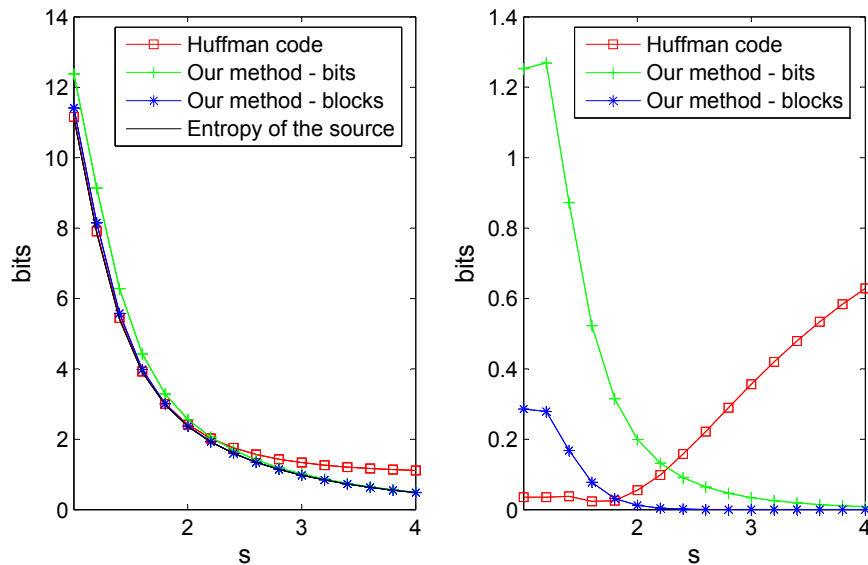 14
12
10
8
6
4
2
0
bits
2
3
4
s
Huffman code
Our method - bits
Our method - blocks
Entropy of the source
1.4
1.2
1
0.8
0.6
0.4
0.2
0
bits
2
3
4
s
Huffman code
Our method - bits
Our method - blocks